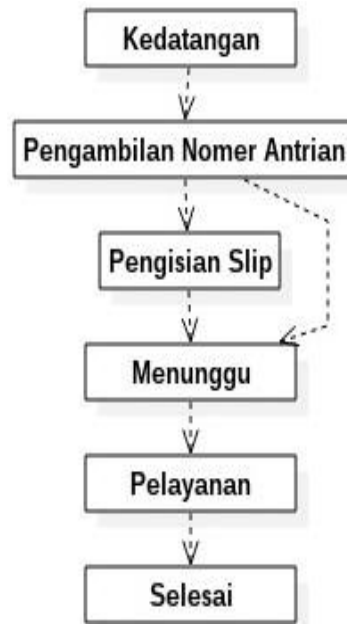 Kedatangan
Pengambilan Nomer Antrian
Pengisian Slip
Menunggu
Pelayanan
Selesai